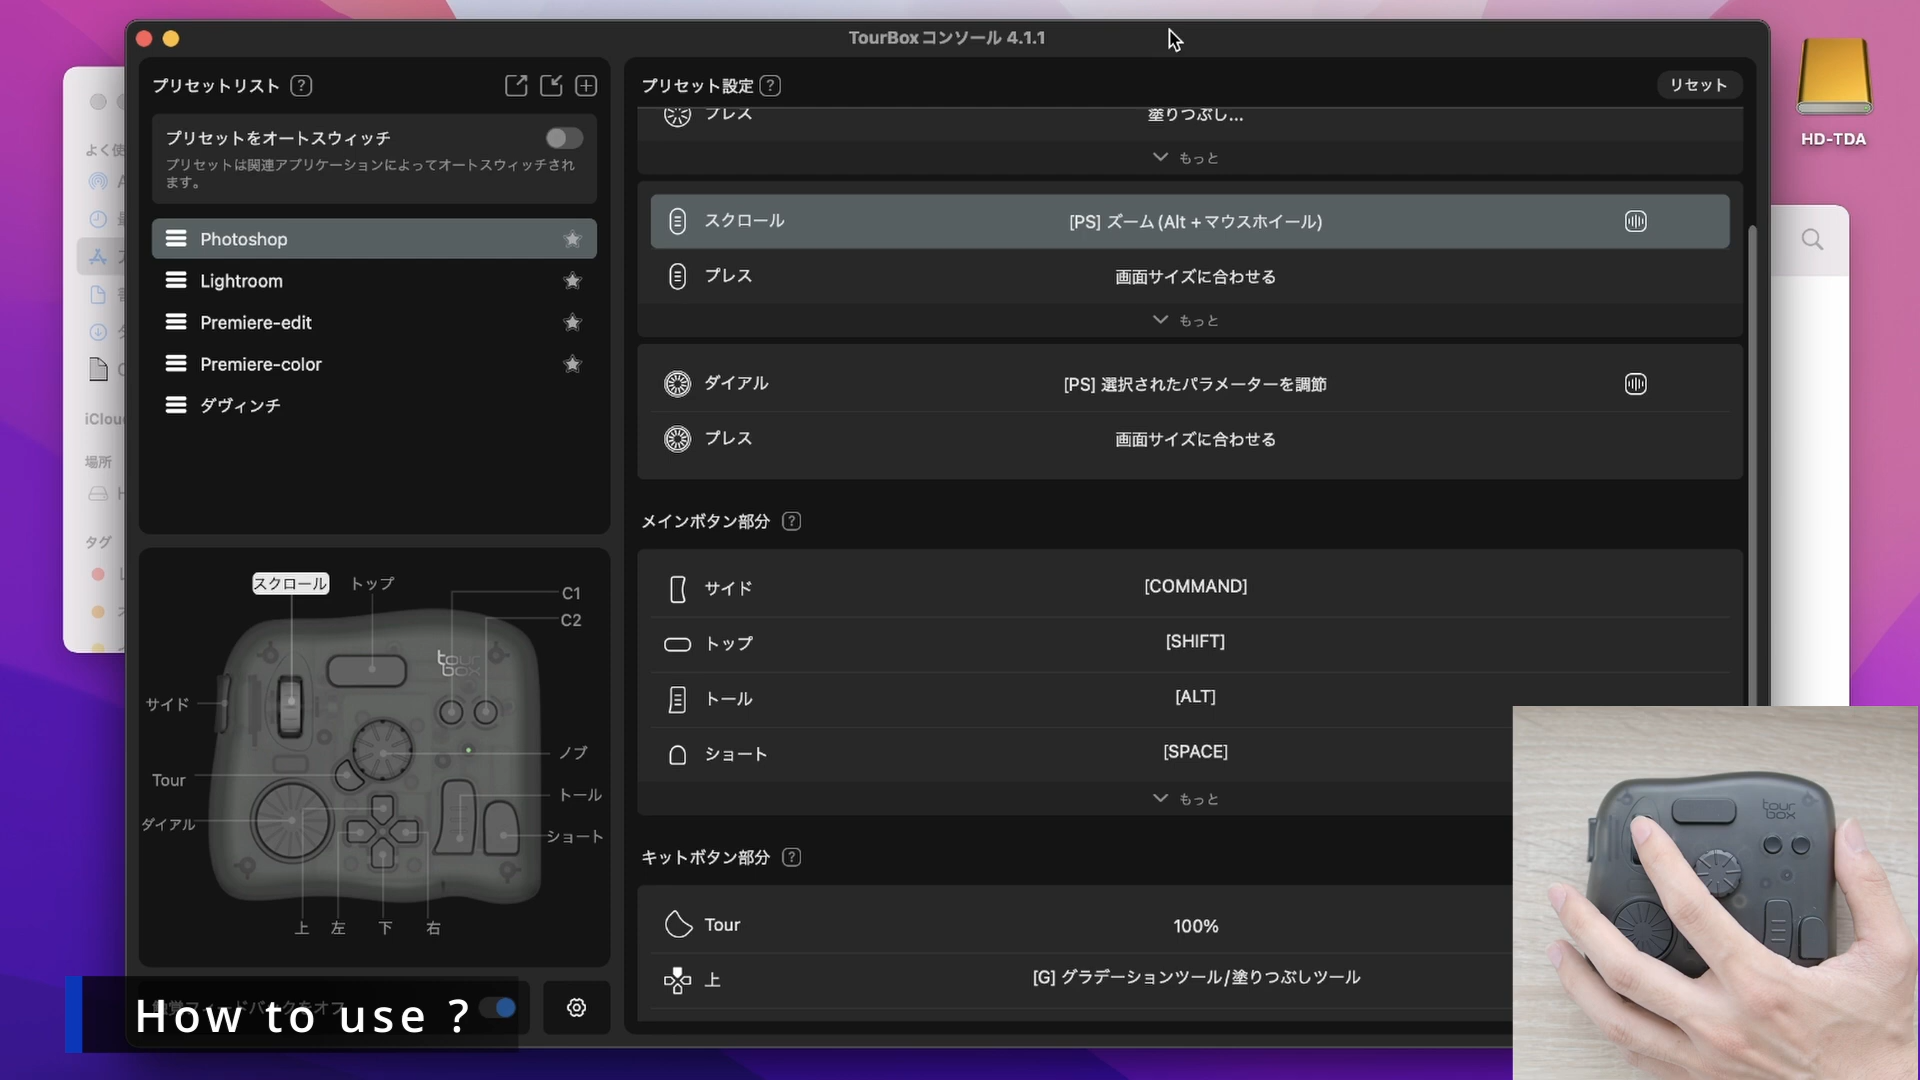 TourBox コンソール 4.1.1
プリセットリスト ?
プリセットをオートスウィッチ
プリセットは関連アプリケーションによってオートスウィッチされ
ます。
Photoshop
Lightroom
Premiere-edit
Premiere-color
ダヴィンチ
スクロール
トップ
C1
C2
サイド
Tour
ダイアル
ノブ
トール
ショート
上 左 下 右
tour
box
プリセット設定 ?
リセット
プレス 塗りつぶし...
もっと
スクロール [PS] ズーム(Alt +マウスホイール)
プレス 画面サイズに合わせる
もっと
ダイアル [PS] 選択されたパラメーターを調節
プレス 画面サイズに合わせる
メインボタン部分 ?
サイド [COMMAND]
トップ [SHIFT]
トール [ALT]
ショート [SPACE]
もっと
キットボタン部分 ?
Tour 100%
上 [G] グラデーションツール/塗りつぶしツール
How to use ?
HD-TDA
よく使
iClou
場所
タグ
tour
box